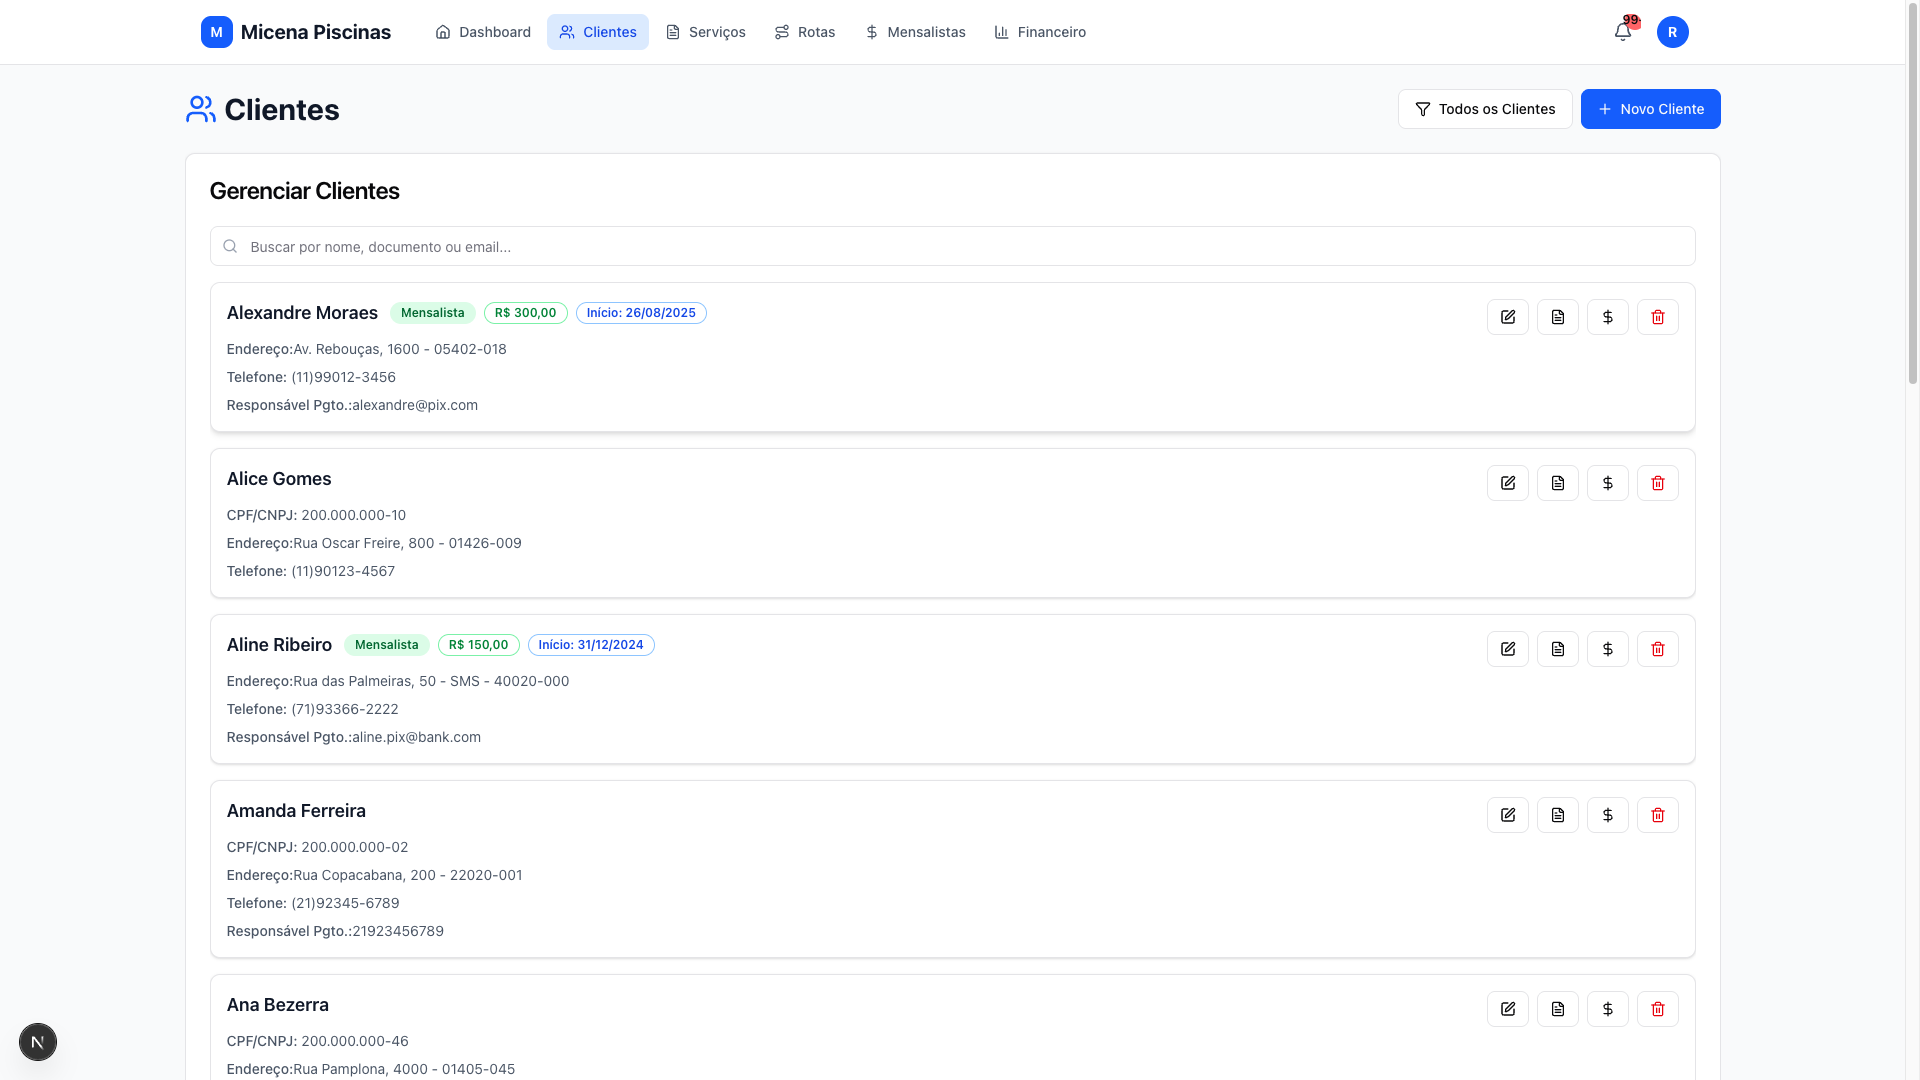 M Micena Piscinas Dashboard Clientes Serviços Rotas Mensalistas Financeiro 99+ R
Clientes Todos os Clientes Novo Cliente
Gerenciar Clientes
Buscar por nome, documento ou email...
Alexandre Moraes Mensalista R$ 300,00 Início: 26/08/2025
Endereço:Av. Rebouças, 1600 - 05402-018
Telefone: (11)99012-3456
Responsável Pgto.:alexandre@pix.com
Alice Gomes
CPF/CNPJ: 200.000.000-10
Endereço:Rua Oscar Freire, 800 - 01426-009
Telefone: (11)90123-4567
Aline Ribeiro Mensalista R$ 150,00 Início: 31/12/2024
Endereço:Rua das Palmeiras, 50 - SMS - 40020-000
Telefone: (71)93366-2222
Responsável Pgto.:aline.pix@bank.com
Amanda Ferreira
CPF/CNPJ: 200.000.000-02
Endereço:Rua Copacabana, 200 - 22020-001
Telefone: (21)92345-6789
Responsável Pgto.:21923456789
Ana Bezerra
CPF/CNPJ: 200.000.000-46
Endereço:Rua Pamplona, 4000 - 01405-045
N